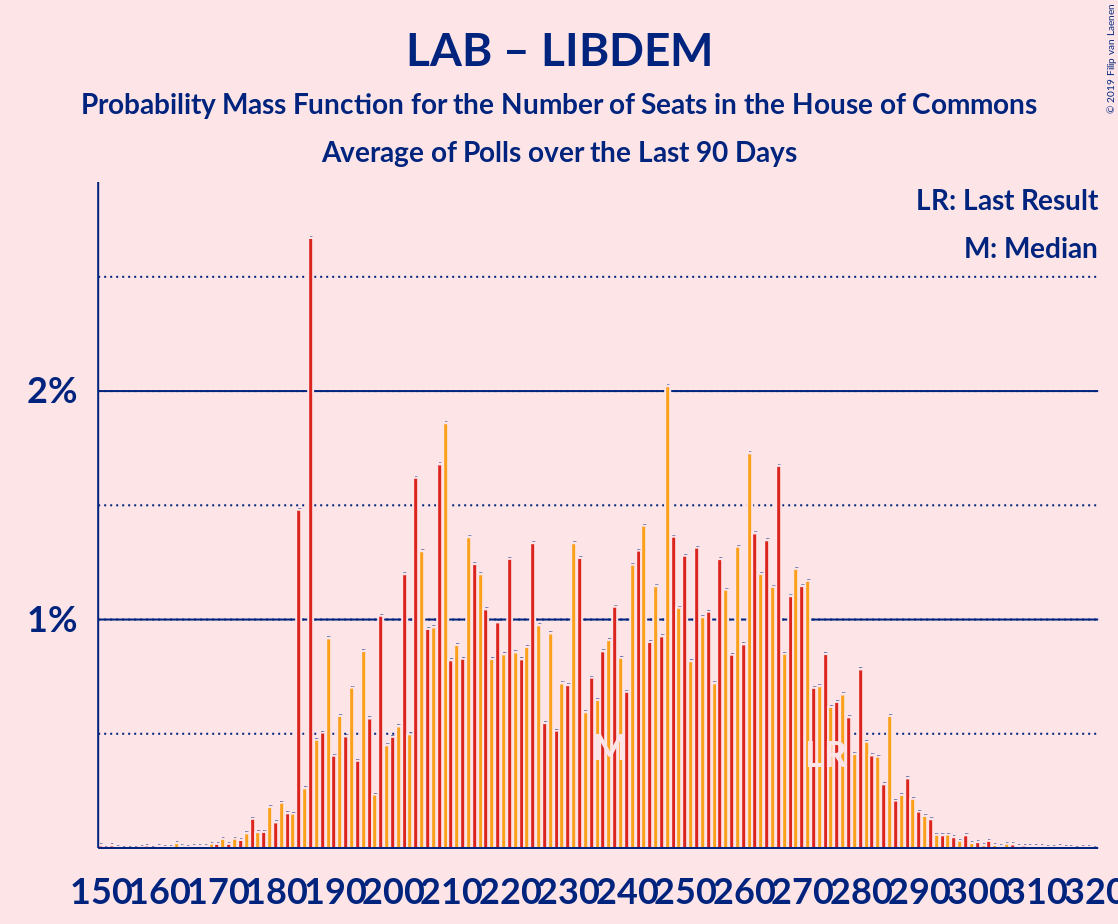 LAB – LIBDEM
Probability Mass Function for the Number of Seats in the House of Commons
Average of Polls over the Last 90 Days
© 2019 Filip van Laenen
LR: Last Result
M: Median
2%
1%
M
LR
150 160 170 180 190 200 210 220 230 240 250 260 270 280 290 300 310 320